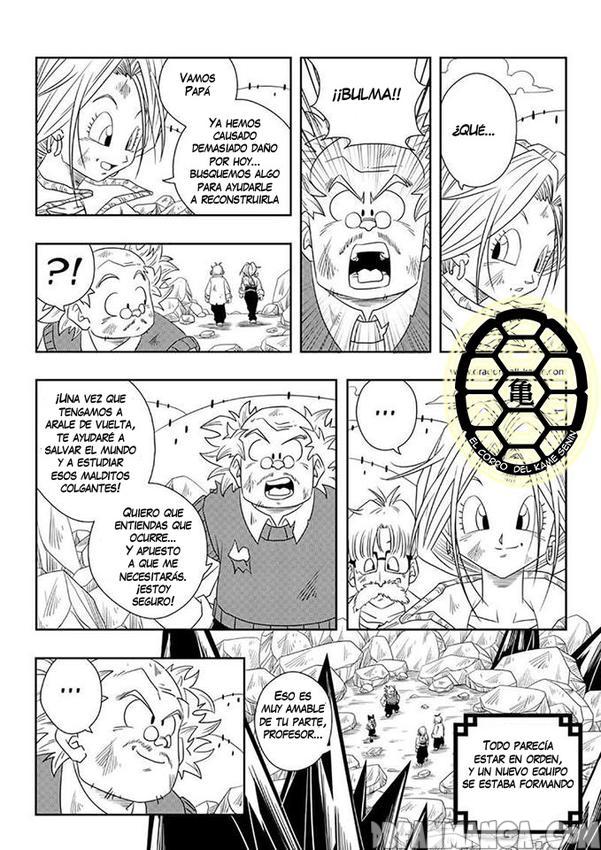 VAMOS
PAPÁ
YA HEMOS
CAUSADO
DEMASIADO DAÑO
POR HOY...
BUSQUEMOS ALGO
PARA AYUDARLE
A RECONSTRUIRLA
¡¡BULMA!!
¿QUÉ...
?!
¡UNA VEZ QUE
TENGAMOS A
ARALE DE VUELTA,
TE AYUDARÉ A
SALVAR EL MUNDO
Y A ESTUDIAR
ESOS MALDITOS
COLGANTES!
QUIERO QUE
ENTIENDAS QUE
OCURRE...
Y APUESTO
A QUE ME
NECESITARÁS.
¡ESTOY
SEGURO!
...
亀
EL CORRO DEL KAME SENIN
...
ESO ES
MUY AMABLE
DE TU PARTE,
PROFESOR...
TODO PARECÍA
ESTAR EN ORDEN,
Y UN NUEVO EQUIPO
SE ESTABA FORMANDO